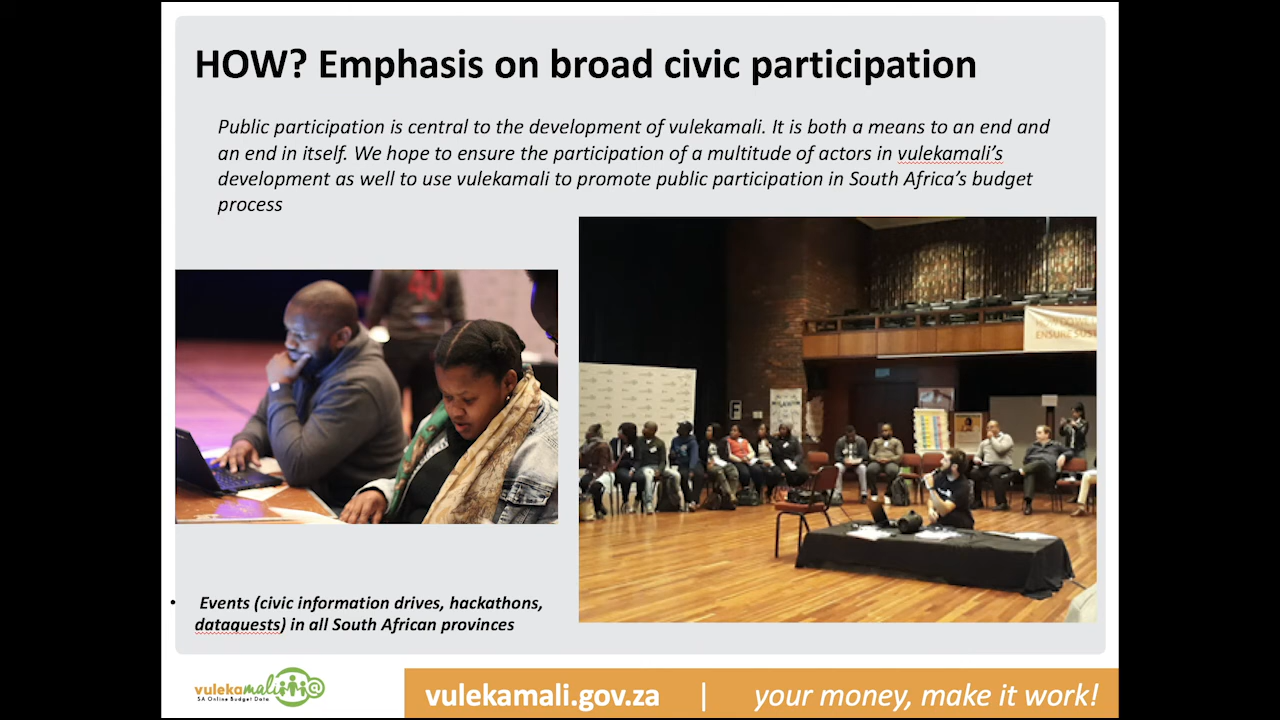 HOW? Emphasis on broad civic participation
Public participation is central to the development of vulekamali. It is both a means to an end and
an end in itself. We hope to ensure the participation of a multitude of actors in vulekamali’s
development as well to use vulekamali to promote public participation in South Africa’s budget
process
40
ENSURE SUST
E
• Events (civic information drives, hackathons,
dataquests) in all South African provinces
vulekamali@
SA Online Budget Data
vulekamali.gov.za | your money, make it work!